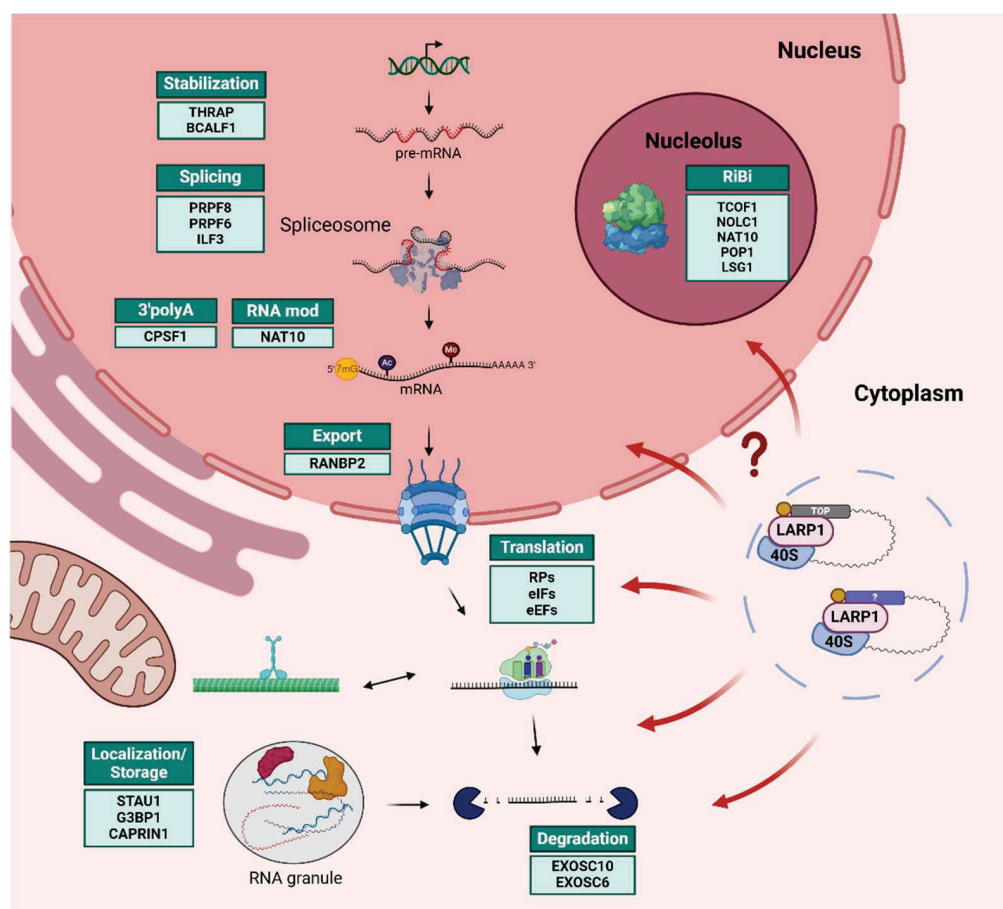 Nucleus
Stabilization
THRAP
BCALF1
pre-mRNA
Nucleolus
RiBi
TCOF1
NOLC1
NAT10
POP1
LSG1
Splicing
PRPF8
PRPF6
ILF3
Spliceosome
3'polyA
CPSF1
RNA mod
NAT10
5' 7mG
Ac
Me
AAAAA 3'
mRNA
Cytoplasm
Export
RANBP2
?
TOP
LARP1
40S
?
LARP1
40S
Translation
RPs
eIFs
eEFs
Localization/
Storage
STAU1
G3BP1
CAPRIN1
RNA granule
Degradation
EXOSC10
EXOSC6